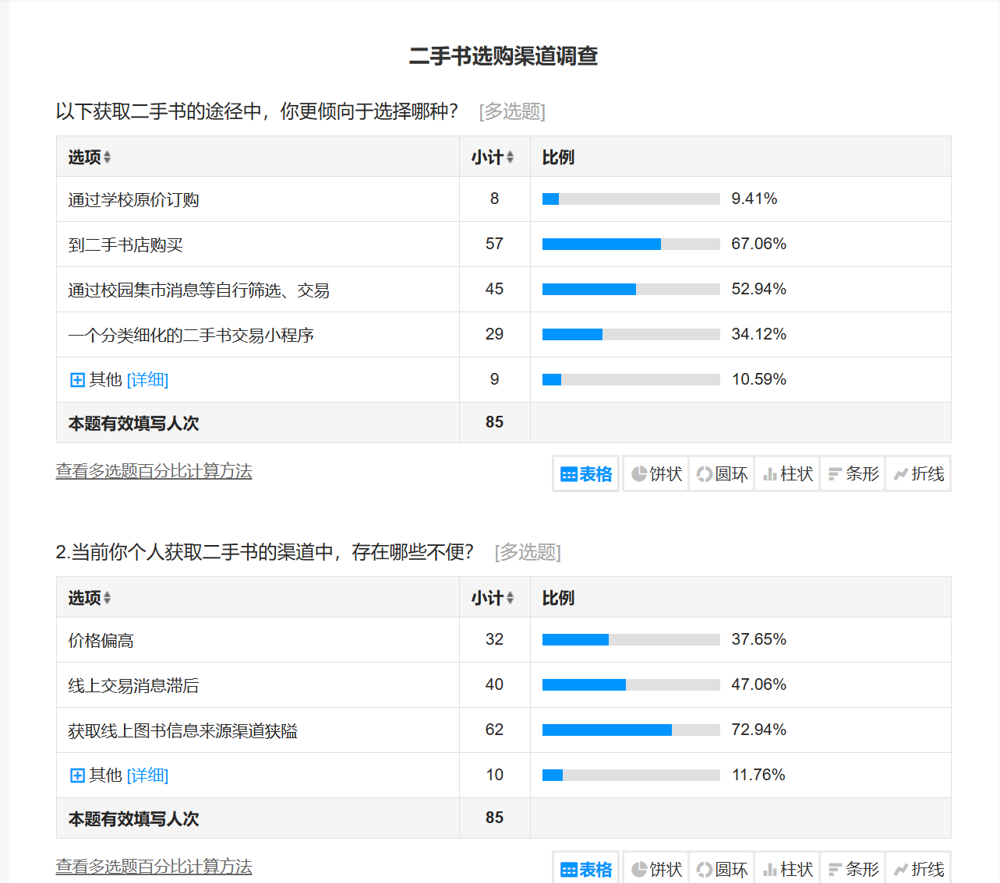 二手书选购渠道调查
以下获取二手书的途径中，你更倾向于选择哪种？ [多选题]
选项 小计 比例
通过学校原价订购 8 9.41%
到二手书店购买 57 67.06%
通过校园集市消息等自行筛选、交易 45 52.94%
一个分类细化的二手书交易小程序 29 34.12%
其他 [详细] 9 10.59%
本题有效填写人次 85
查看多选题百分比计算方法 表格 饼状 圆环 柱状 条形 折线
2.当前你个人获取二手书的渠道中，存在哪些不便？ [多选题]
选项 小计 比例
价格偏高 32 37.65%
线上交易消息滞后 40 47.06%
获取线上图书信息来源渠道狭隘 62 72.94%
其他 [详细] 10 11.76%
本题有效填写人次 85
查看多选题百分比计算方法 表格 饼状 圆环 柱状 条形 折线